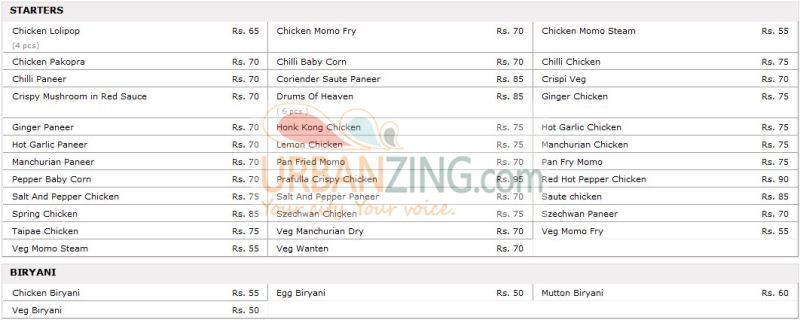 STARTERS
Chicken Lolipop Rs. 65 Chicken Momo Fry Rs. 70 Chicken Momo Steam Rs. 55
(4 pcs)
Chicken Pakopra Rs. 70 Chilli Baby Corn Rs. 70 Chilli Chicken Rs. 75
Chilli Paneer Rs. 70 Coriender Saute Paneer Rs. 85 Crispi Veg Rs. 70
Crispy Mushroom in Red Sauce Rs. 70 Drums Of Heaven Rs. 85 Ginger Chicken Rs. 75
( 6 pcs )
Ginger Paneer Rs. 70 Honk Kong Chicken Rs. 75 Hot Garlic Chicken Rs. 75
Hot Garlic Paneer Rs. 70 Lemon Chicken Rs. 75 Manchurian Chicken Rs. 75
Manchurian Paneer Rs. 70 Pan Fried Momo Rs. 70 Pan Fry Momo Rs. 75
Pepper Baby Corn Rs. 70 Prafulla Crispy Chicken Rs. 95 Red Hot Pepper Chicken Rs. 90
Salt And Pepper Chicken Rs. 75 Salt And Pepper Paneer Rs. 70 Saute chicken Rs. 85
Spring Chicken Rs. 85 Szechwan Chicken Rs. 75 Szechwan Paneer Rs. 70
Taipae Chicken Rs. 75 Veg Manchurian Dry Rs. 70 Veg Momo Fry Rs. 55
Veg Momo Steam Rs. 55 Veg Wanten Rs. 70
URBANZING.com
Your city. Your voice.
BIRYANI
Chicken Biryani Rs. 55 Egg Biryani Rs. 50 Mutton Biryani Rs. 60
Veg Biryani Rs. 50